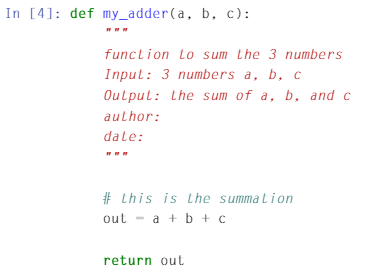 In [4]: def my_adder(a, b, c):
"""
function to sum the 3 numbers
Input: 3 numbers a, b, c
Output: the sum of a, b, and c
author:
date:
"""
# this is the summation
out = a + b + c
return out